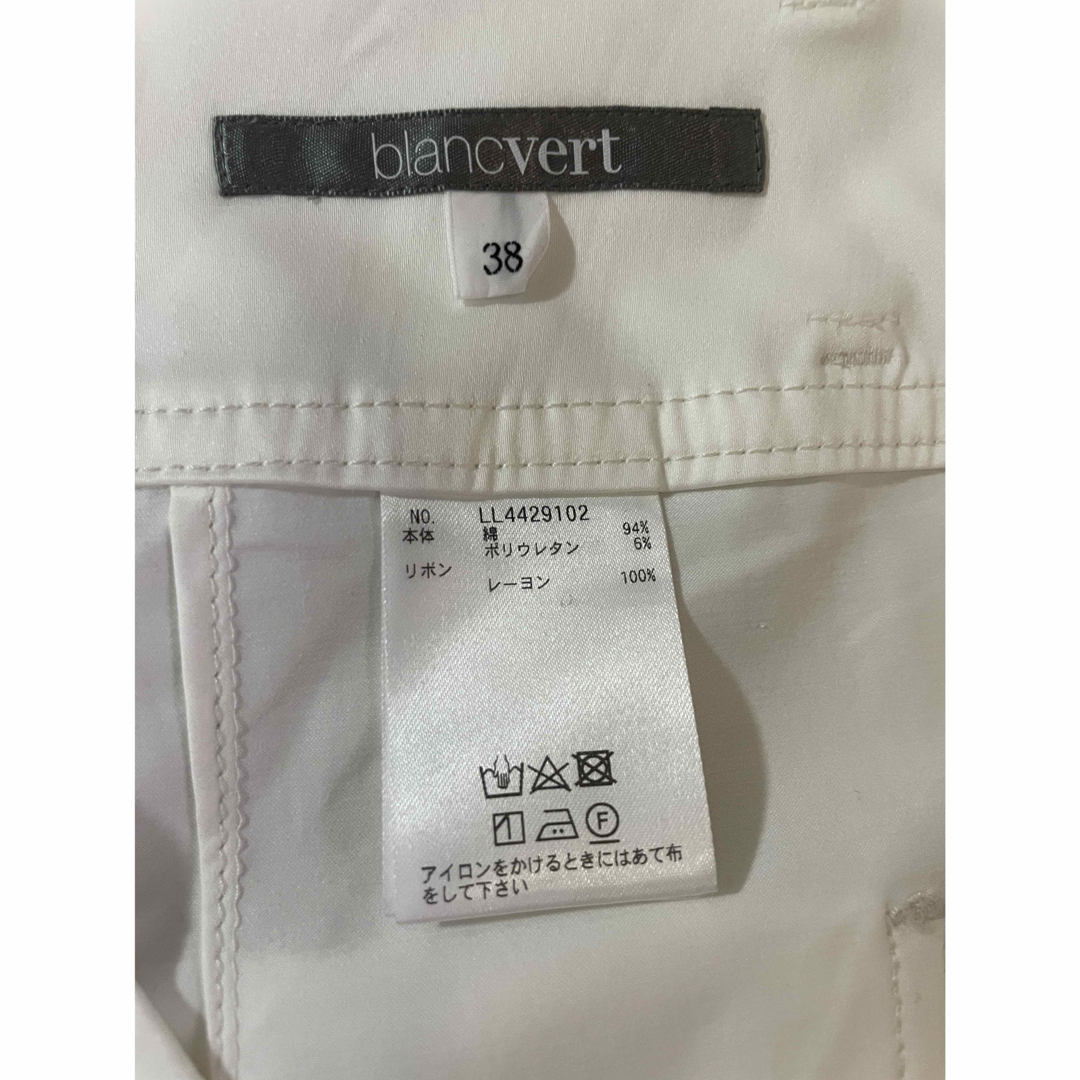 blancvert
38
NO. LL4429102
本体 綿 94%
ポリウレタン 6%
リボン レーヨン 100%
F
アイロンをかけるときにはあて布
をして下さい